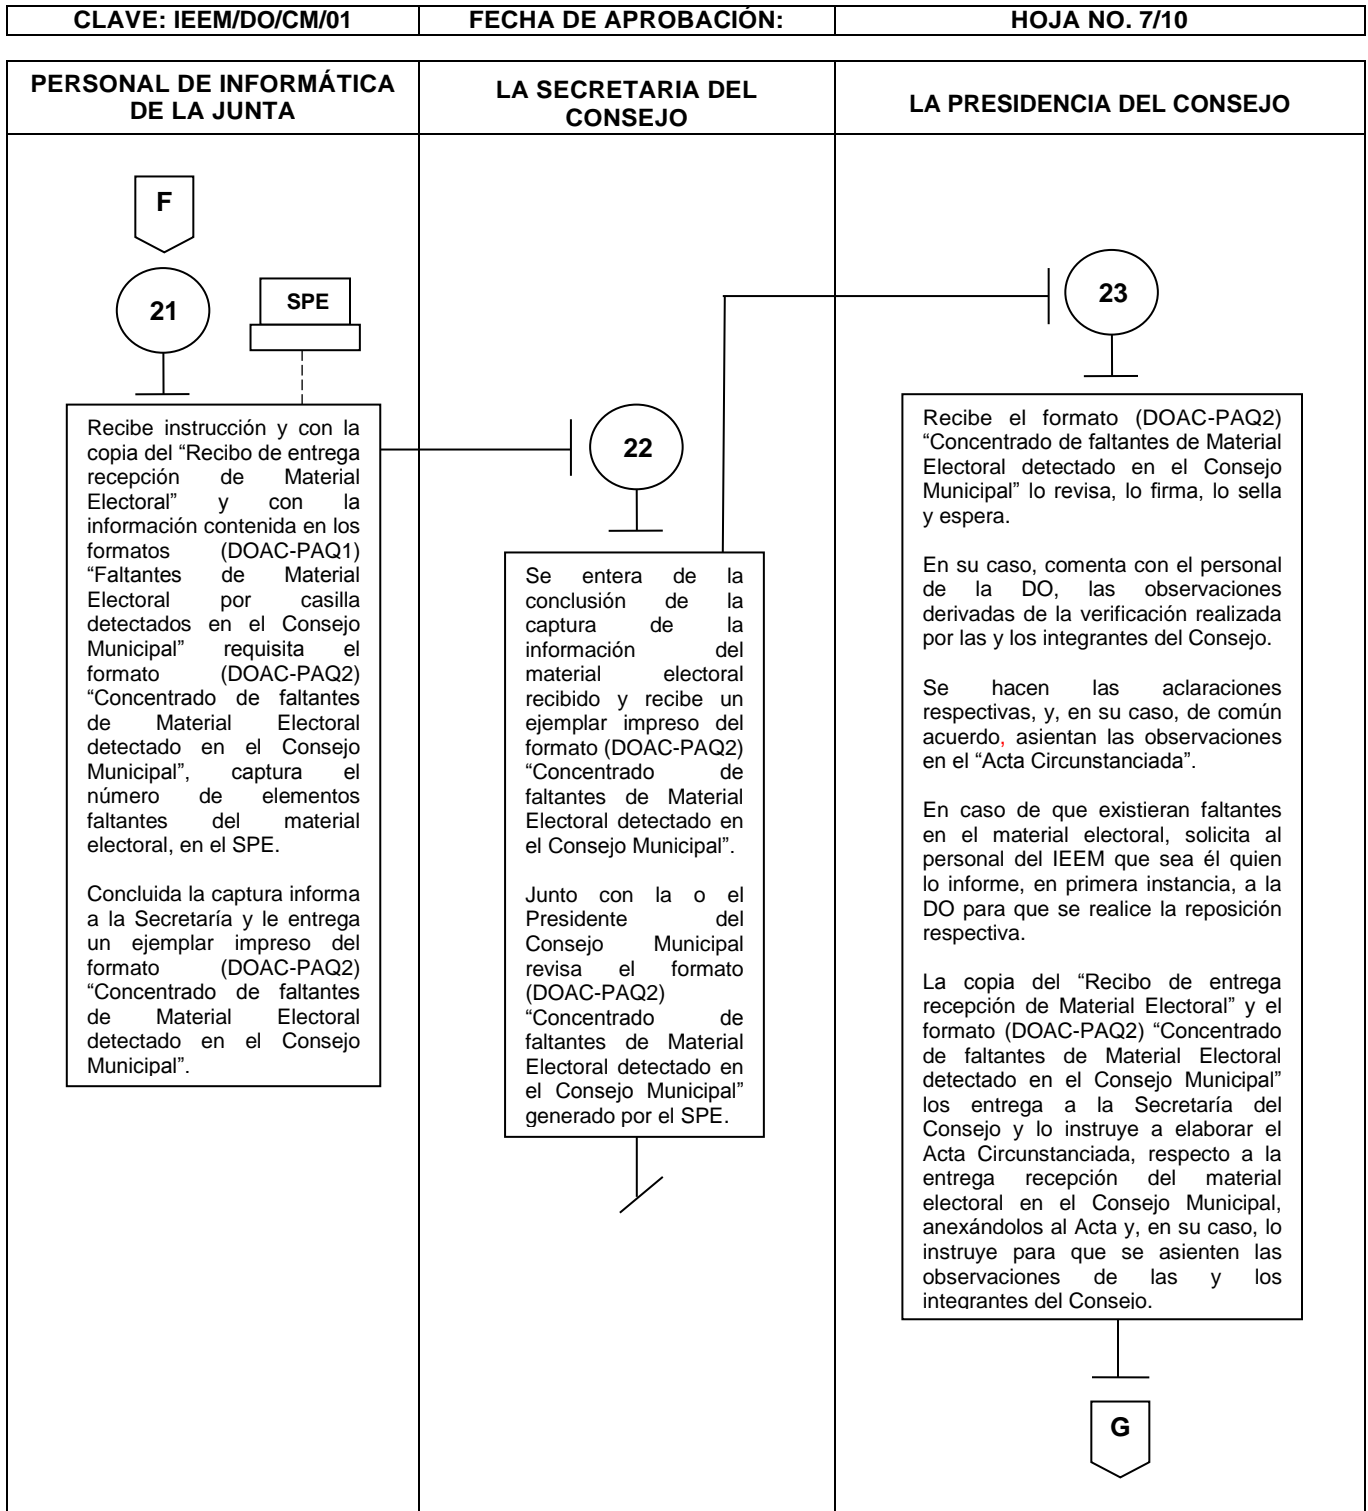 CLAVE: IEEM/DO/CM/01
FECHA DE APROBACIÓN:
HOJA NO. 7/10
PERSONAL DE INFORMÁTICA
DE LA JUNTA
LA SECRETARIA DEL
CONSEJO
LA PRESIDENCIA DEL CONSEJO
F
21
SPE
Recibe instrucción y con la
copia del “Recibo de entrega
recepción de Material
Electoral” y con la
información contenida en los
formatos (DOAC-PAQ1)
“Faltantes de Material
Electoral por casilla
detectados en el Consejo
Municipal” requisita el
formato (DOAC-PAQ2)
“Concentrado de faltantes
de Material Electoral
detectado en el Consejo
Municipal”, captura el
número de elementos
faltantes del material
electoral, en el SPE.
Concluida la captura informa
a la Secretaría y le entrega
un ejemplar impreso del
formato (DOAC-PAQ2)
“Concentrado de faltantes
de Material Electoral
detectado en el Consejo
Municipal”.
22
Se entera de la
conclusión de la
captura de la
información del
material electoral
recibido y recibe un
ejemplar impreso del
formato (DOAC-PAQ2)
“Concentrado de
faltantes de Material
Electoral detectado en
el Consejo Municipal”.
Junto con la o el
Presidente del
Consejo Municipal
revisa el formato
(DOAC-PAQ2)
“Concentrado de
faltantes de Material
Electoral detectado en
el Consejo Municipal”
generado por el SPE.
23
Recibe el formato (DOAC-PAQ2)
“Concentrado de faltantes de Material
Electoral detectado en el Consejo
Municipal” lo revisa, lo firma, lo sella
y espera.
En su caso, comenta con el personal
de la DO, las observaciones
derivadas de la verificación realizada
por las y los integrantes del Consejo.
Se hacen las aclaraciones
respectivas, y, en su caso, de común
acuerdo, asientan las observaciones
en el “Acta Circunstanciada”.
En caso de que existieran faltantes
en el material electoral, solicita al
personal del IEEM que sea él quien
lo informe, en primera instancia, a la
DO para que se realice la reposición
respectiva.
La copia del “Recibo de entrega
recepción de Material Electoral” y el
formato (DOAC-PAQ2) “Concentrado
de faltantes de Material Electoral
detectado en el Consejo Municipal”
los entrega a la Secretaría del
Consejo y lo instruye a elaborar el
Acta Circunstanciada, respecto a la
entrega recepción del material
electoral en el Consejo Municipal,
anexándolos al Acta y, en su caso, lo
instruye para que se asienten las
observaciones de las y los
integrantes del Consejo.
G